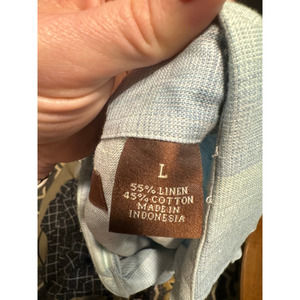 L
55% LINEN
45% COTTON
MADE IN
INDONESIA